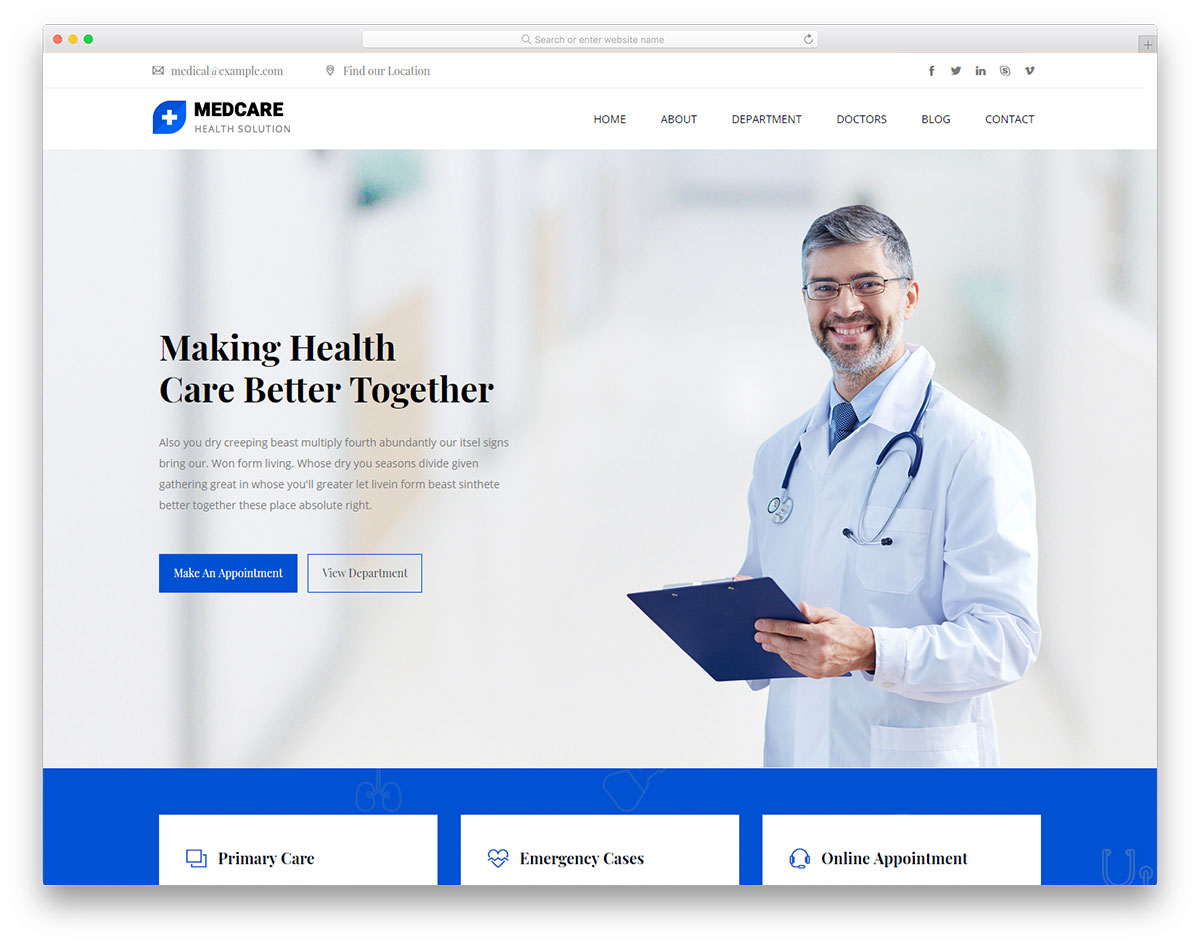 Search or enter website name
medical@example.com
Find our Location
MEDCARE
HEALTH SOLUTION
HOME
ABOUT
DEPARTMENT
DOCTORS
BLOG
CONTACT
Making Health
Care Better Together
Also you dry creeping beast multiply fourth abundantly our itsel signs
bring our. Won form living. Whose dry you seasons divide given
gathering great in whose you'll greater let livein form beast sinthete
better together these place absolute right.
Make An Appointment
View Department
Primary Care
Emergency Cases
Online Appointment